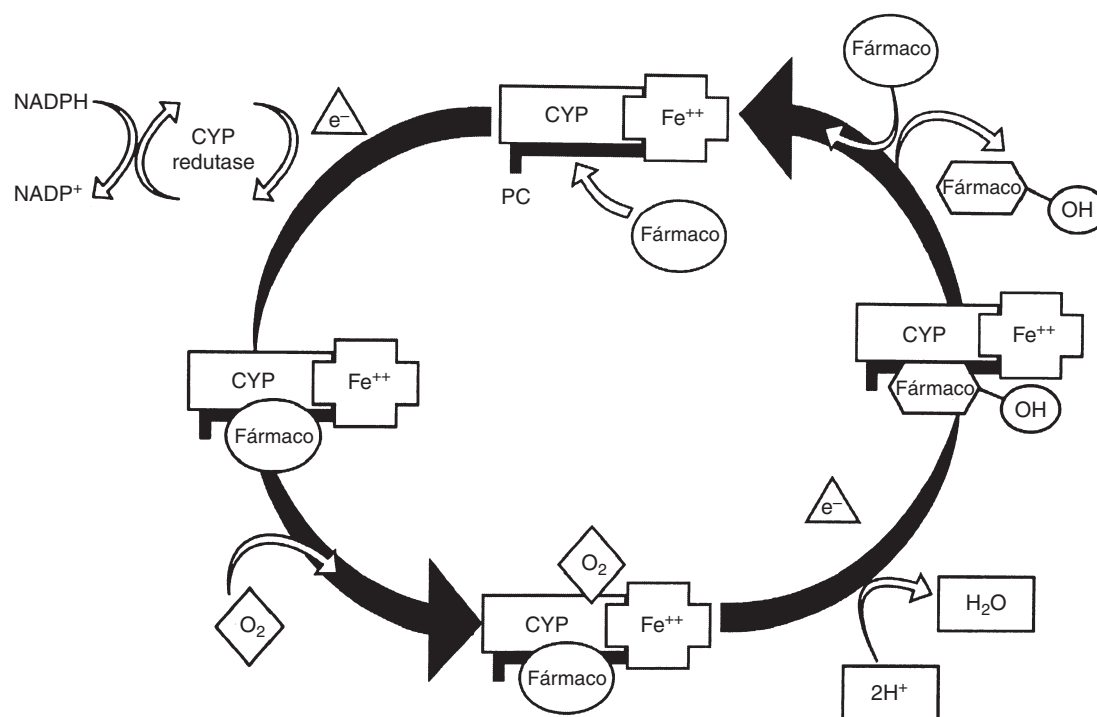 NADPH
NADP⁺
CYP
redutase
e⁻
CYP
Fe⁺⁺
PC
Fármaco
Fármaco
Fármaco
OH
CYP
Fe⁺⁺
Fármaco
OH
CYP
Fe⁺⁺
Fármaco
O₂
O₂
CYP
Fe⁺⁺
Fármaco
e⁻
H₂O
2H⁺